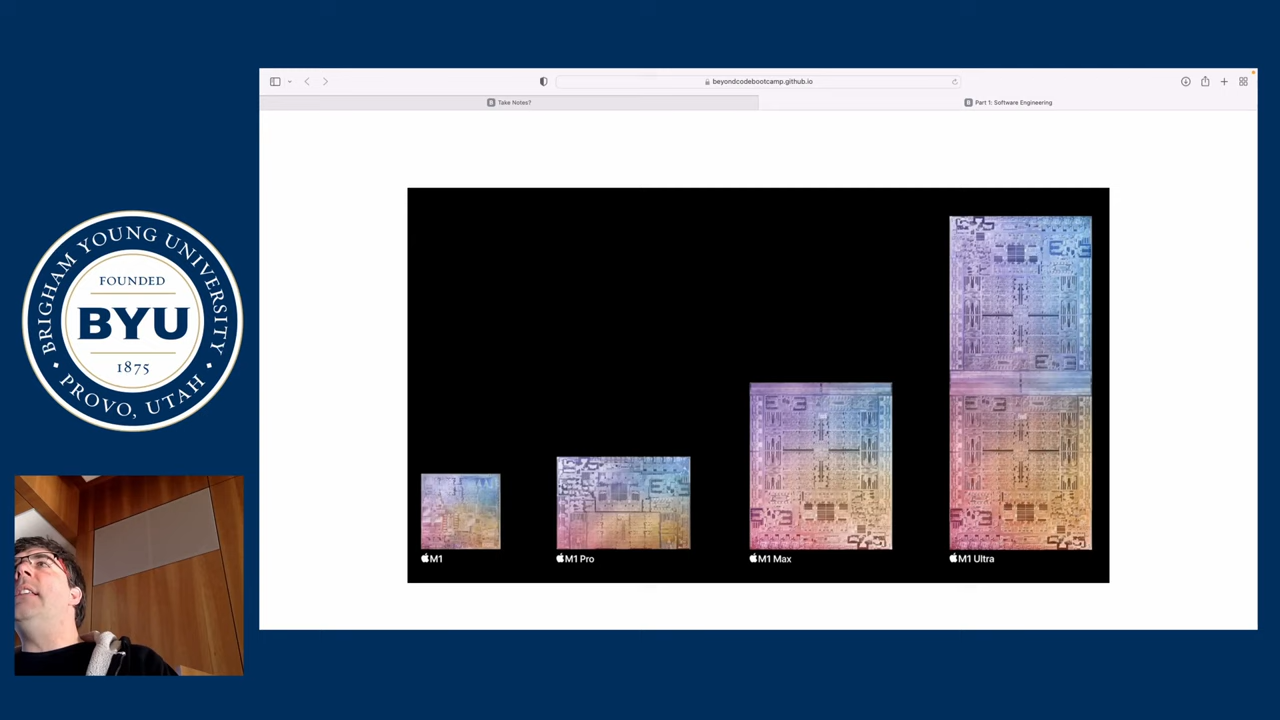 beyondcodebootcamp.github.io
Take Notes?
Part 1: Software Engineering
BRIGHAM YOUNG UNIVERSITY
FOUNDED
BYU
1875
PROVO, UTAH
M1
M1 Pro
M1 Max
M1 Ultra